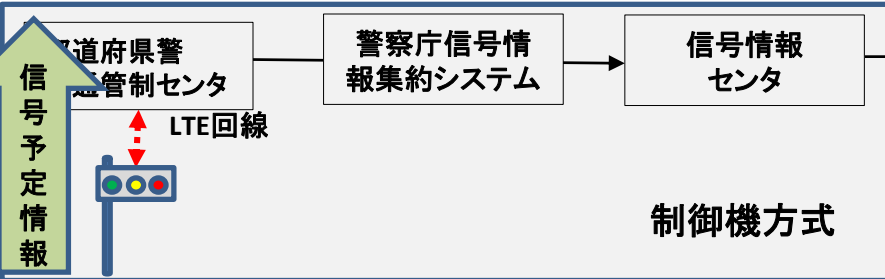 道府県警
通管制センタ
警察庁信号情
報集約システム
信号情報
センタ
LTE回線
信号予定情報
制御機方式